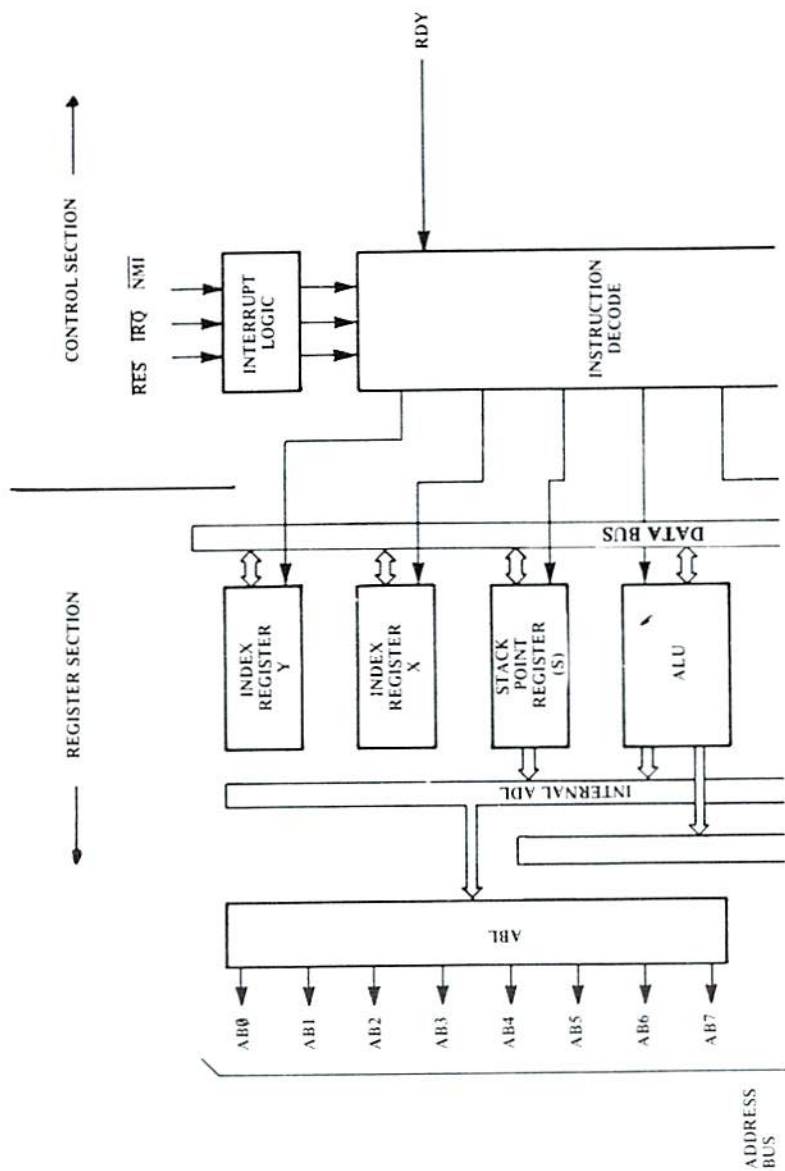 REGISTER SECTION
CONTROL SECTION
RES
IRQ
NMI
INTERRUPT
LOGIC
RDY
INSTRUCTION
DECODE
INDEX
REGISTER
Y
INDEX
REGISTER
X
STACK
POINT
REGISTER
(S)
ALU
DATA BUS
INTERNAL ADL
ABL
AB0
AB1
AB2
AB3
AB4
AB5
AB6
AB7
ADDRESS
BUS